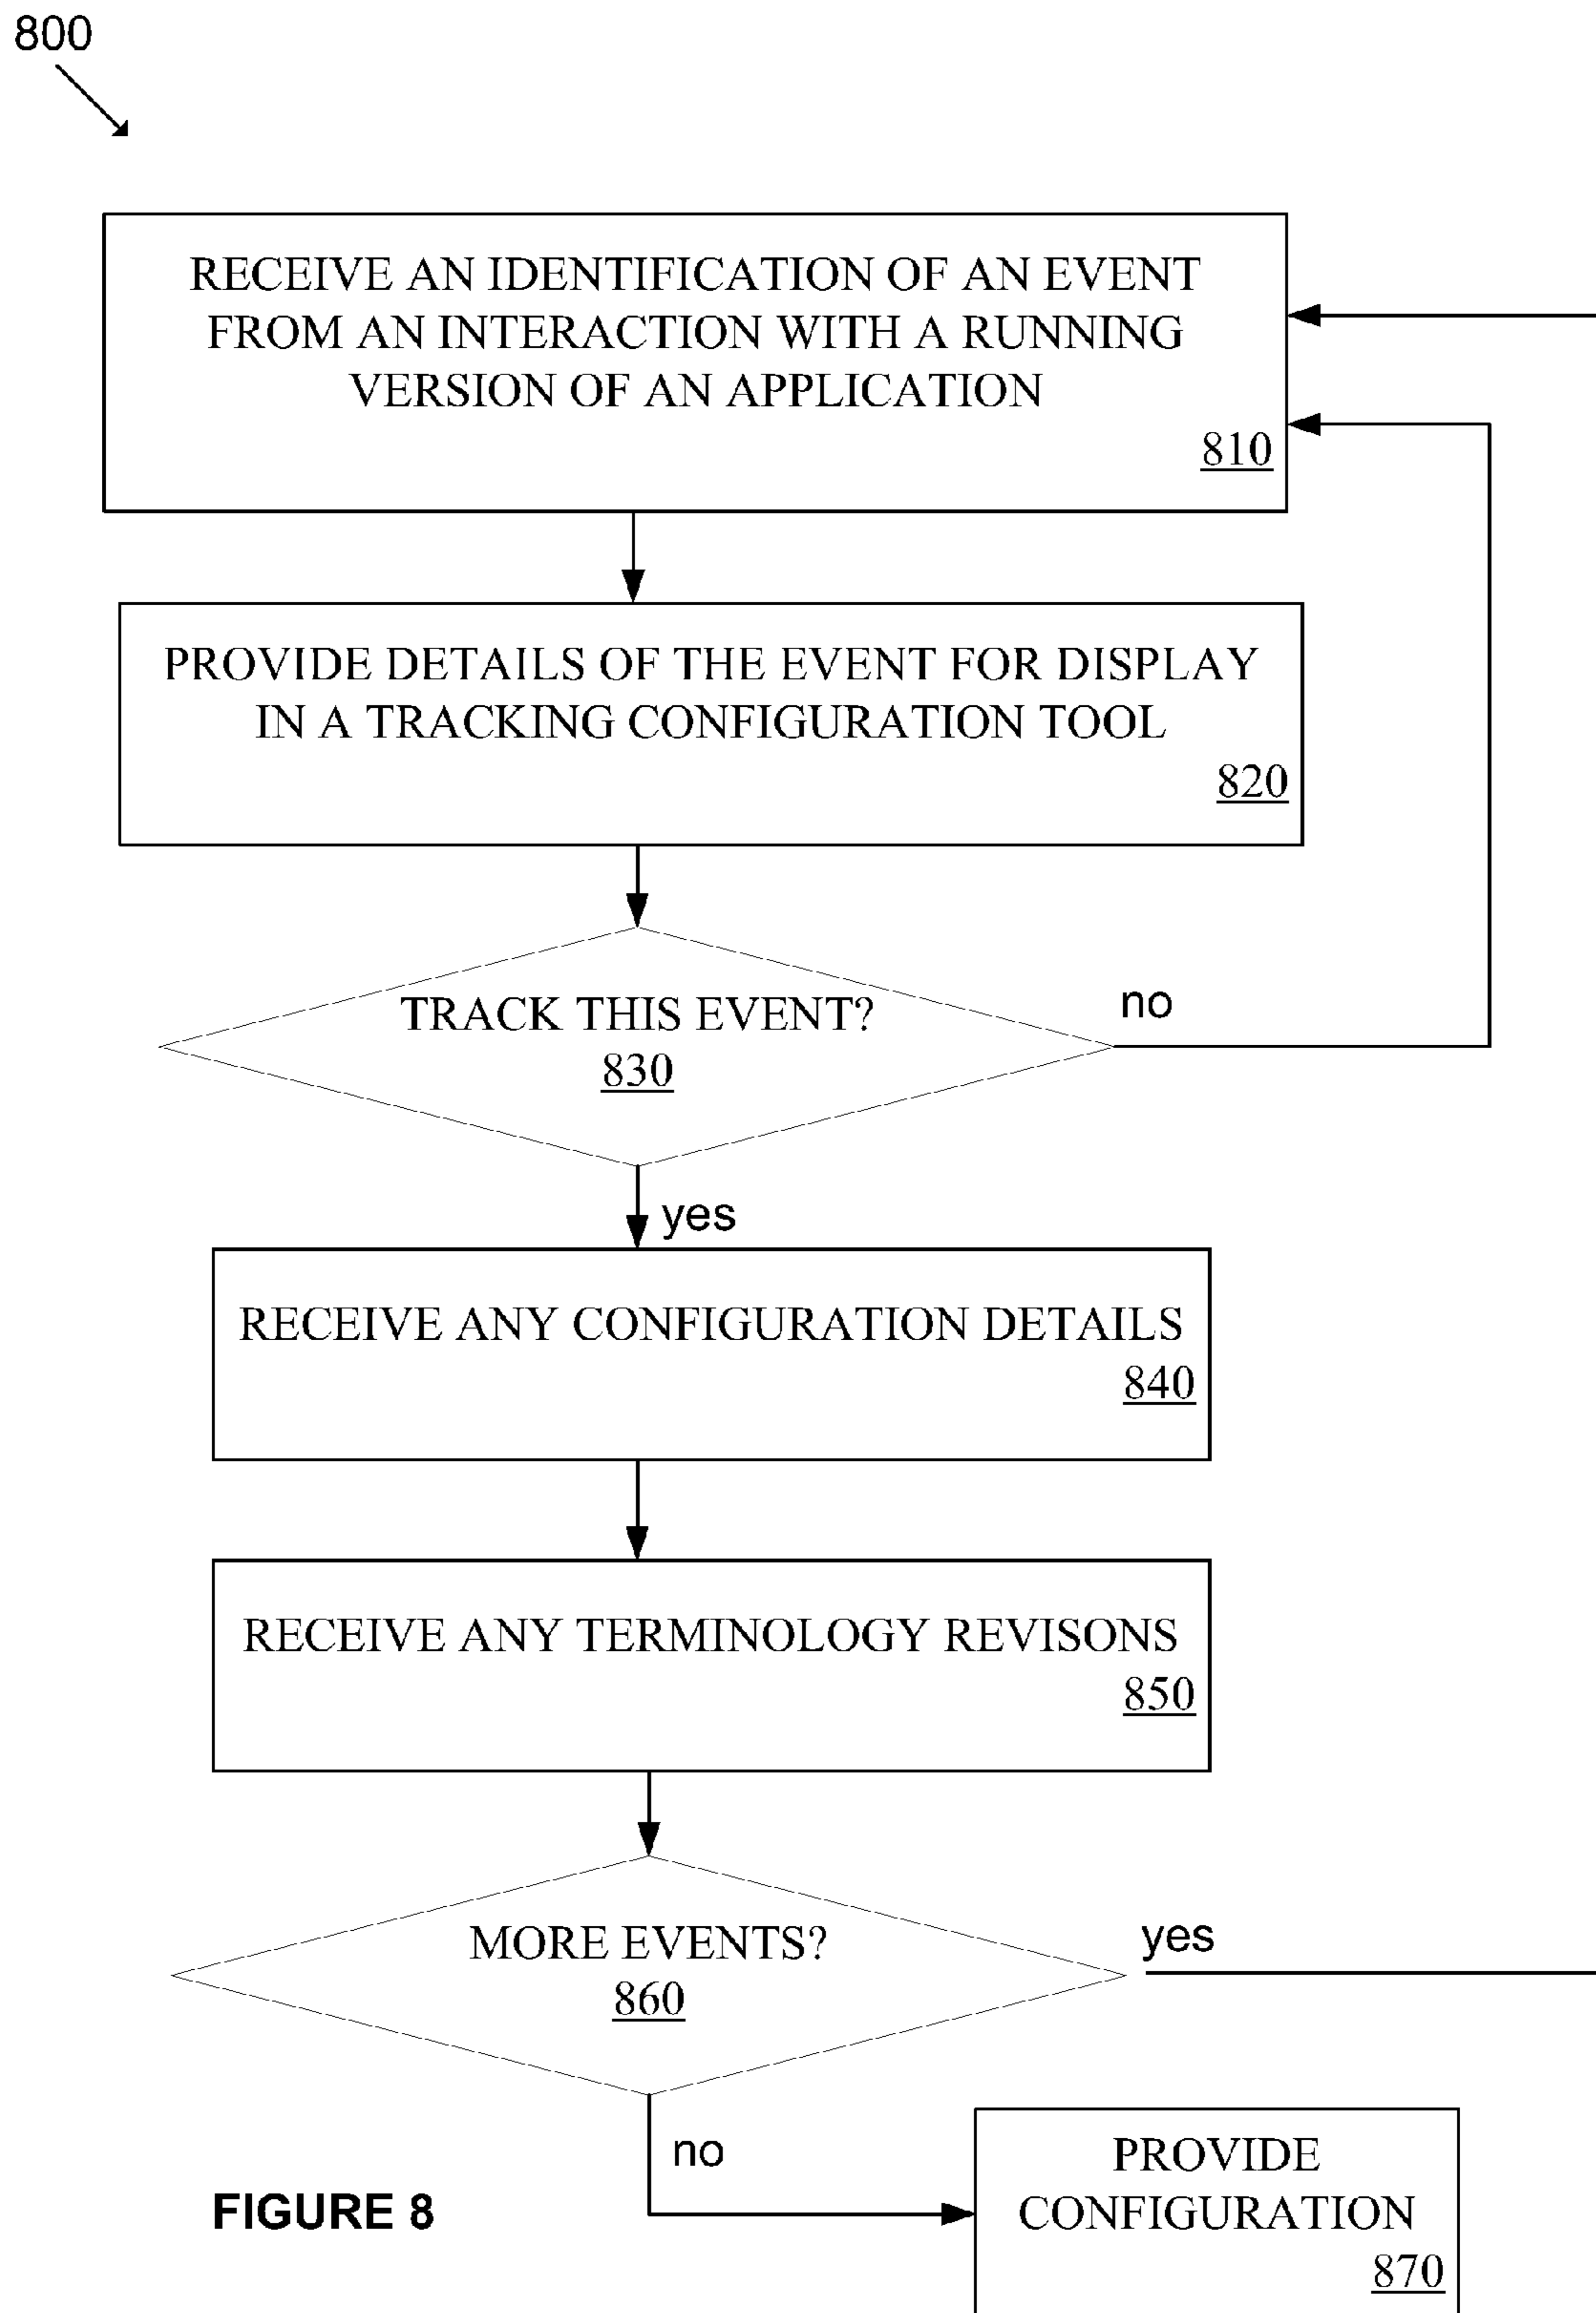 800
RECEIVE AN IDENTIFICATION OF AN EVENT
FROM AN INTERACTION WITH A RUNNING
VERSION OF AN APPLICATION
810
PROVIDE DETAILS OF THE EVENT FOR DISPLAY
IN A TRACKING CONFIGURATION TOOL
820
TRACK THIS EVENT?
830
no
yes
RECEIVE ANY CONFIGURATION DETAILS
840
RECEIVE ANY TERMINOLOGY REVISONS
850
MORE EVENTS?
860
yes
no
PROVIDE
CONFIGURATION
870
FIGURE 8